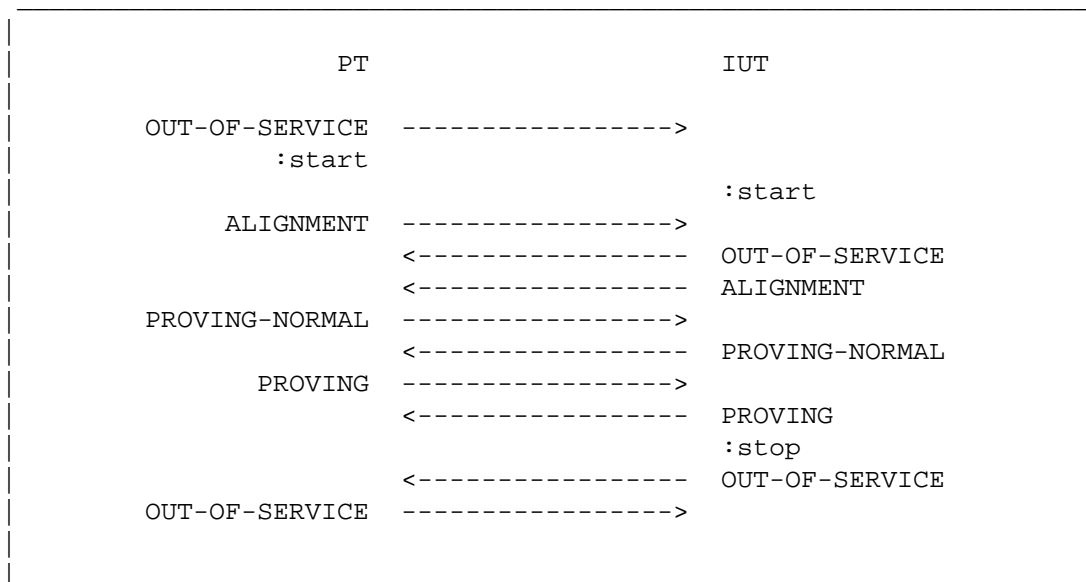 PT IUT
OUT-OF-SERVICE ----------------->
:start
:start
ALIGNMENT ----------------->
<----------------- OUT-OF-SERVICE
<----------------- ALIGNMENT
PROVING-NORMAL ----------------->
<----------------- PROVING-NORMAL
PROVING ----------------->
<----------------- PROVING
:stop
<----------------- OUT-OF-SERVICE
OUT-OF-SERVICE ----------------->